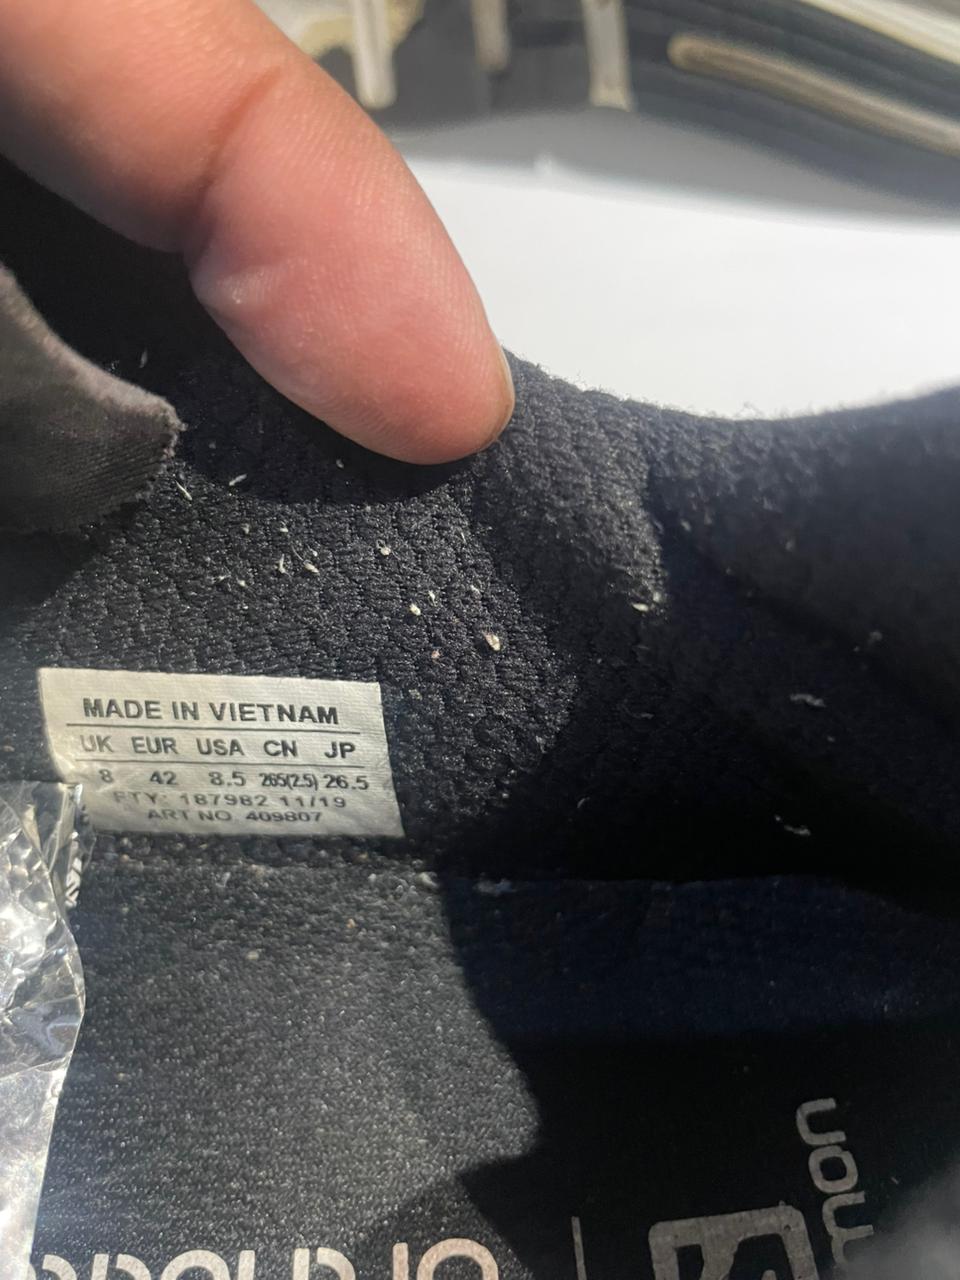 MADE IN VIETNAM
UK EUR USA CN JP
8 42 8.5 265(2.5) 26.5
FTY: 187982 11/19
ART NO. 409807